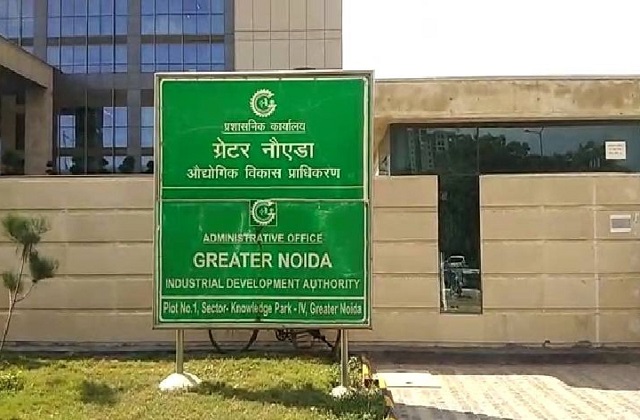 प्रशासनिक कार्यालय
ग्रेटर नौएडा
औद्योगिक विकास प्राधिकरण
ADMINISTRATIVE OFFICE
GREATER NOIDA
INDUSTRIAL DEVELOPMENT AUTHORITY
Plot No.1, Sector- Knowledge Park - IV, Greater Noida